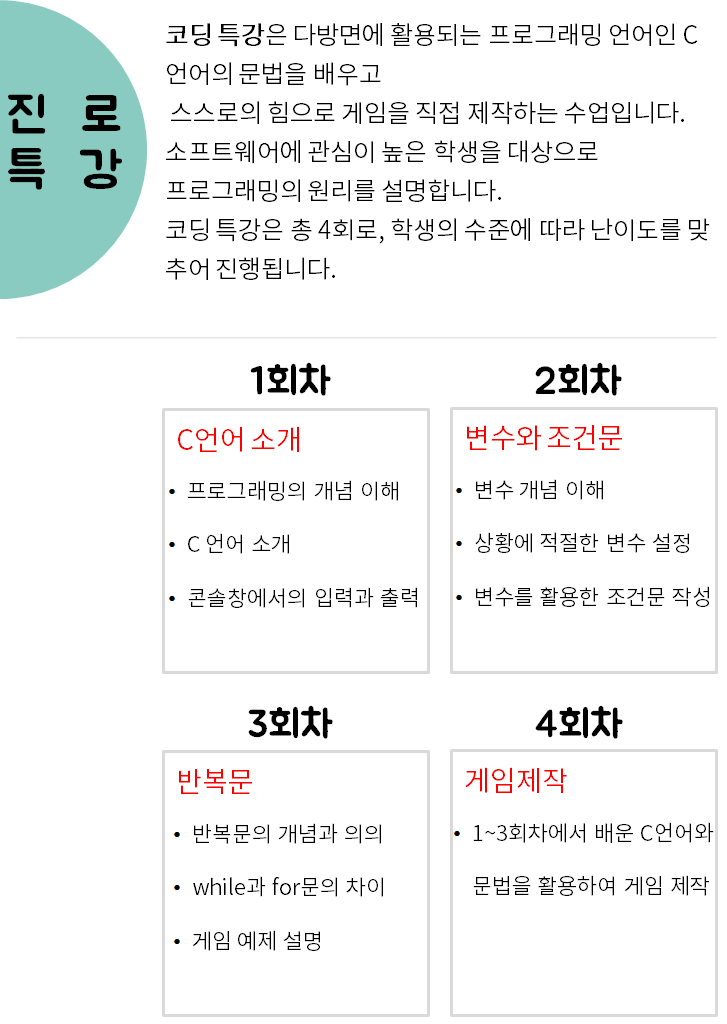 진 로
특 강
코딩 특강은 다방면에 활용되는 프로그래밍 언어인 C
언어의 문법을 배우고
스스로의 힘으로 게임을 직접 제작하는 수업입니다.
소프트웨어에 관심이 높은 학생을 대상으로
프로그래밍의 원리를 설명합니다.
코딩 특강은 총 4회로, 학생의 수준에 따라 난이도를 맞
추어 진행됩니다.
1회차
C언어 소개
• 프로그래밍의 개념 이해
• C 언어 소개
• 콘솔창에서의 입력과 출력
2회차
변수와 조건문
• 변수 개념 이해
• 상황에 적절한 변수 설정
• 변수를 활용한 조건문 작성
3회차
반복문
• 반복문의 개념과 의의
• while과 for문의 차이
• 게임 예제 설명
4회차
게임제작
• 1~3회차에서 배운 C언어와
문법을 활용하여 게임 제작